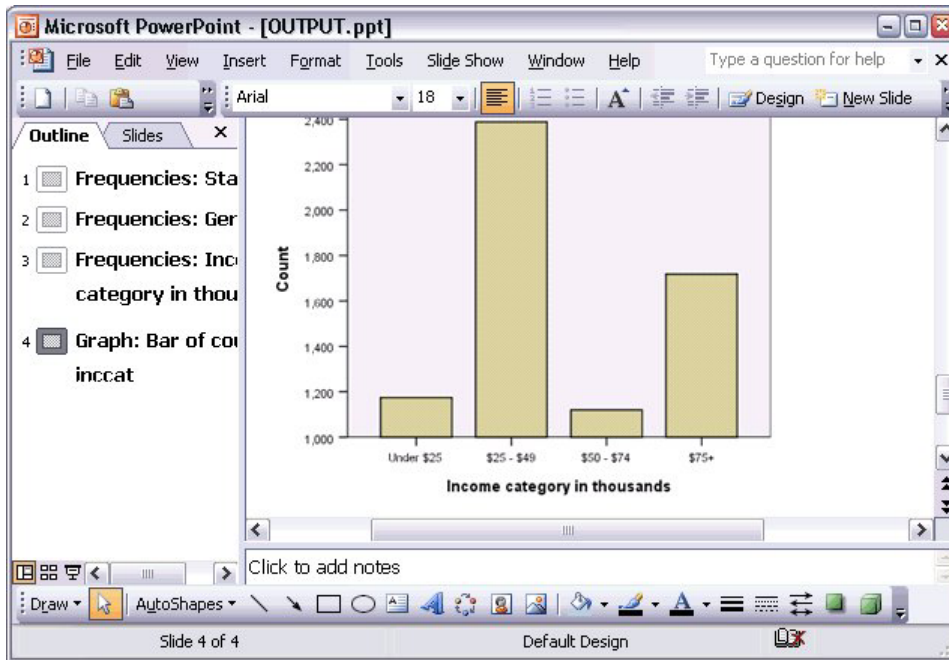 Microsoft PowerPoint - [OUTPUT.ppt]
File Edit View Insert Format Tools Slide Show Window Help Type a question for help
Arial 18 A Design New Slide
Outline Slides
1 Frequencies: Sta
2 Frequencies: Ger
3 Frequencies: Inc
category in thou
4 Graph: Bar of cou
inccat
2,400
2,200
2,000
1,800
1,600
1,400
1,200
1,000
Count
Under $25 $25 - $49 $50 - $74 $75+
Income category in thousands
Click to add notes
Draw AutoShapes A A
Slide 4 of 4 Default Design